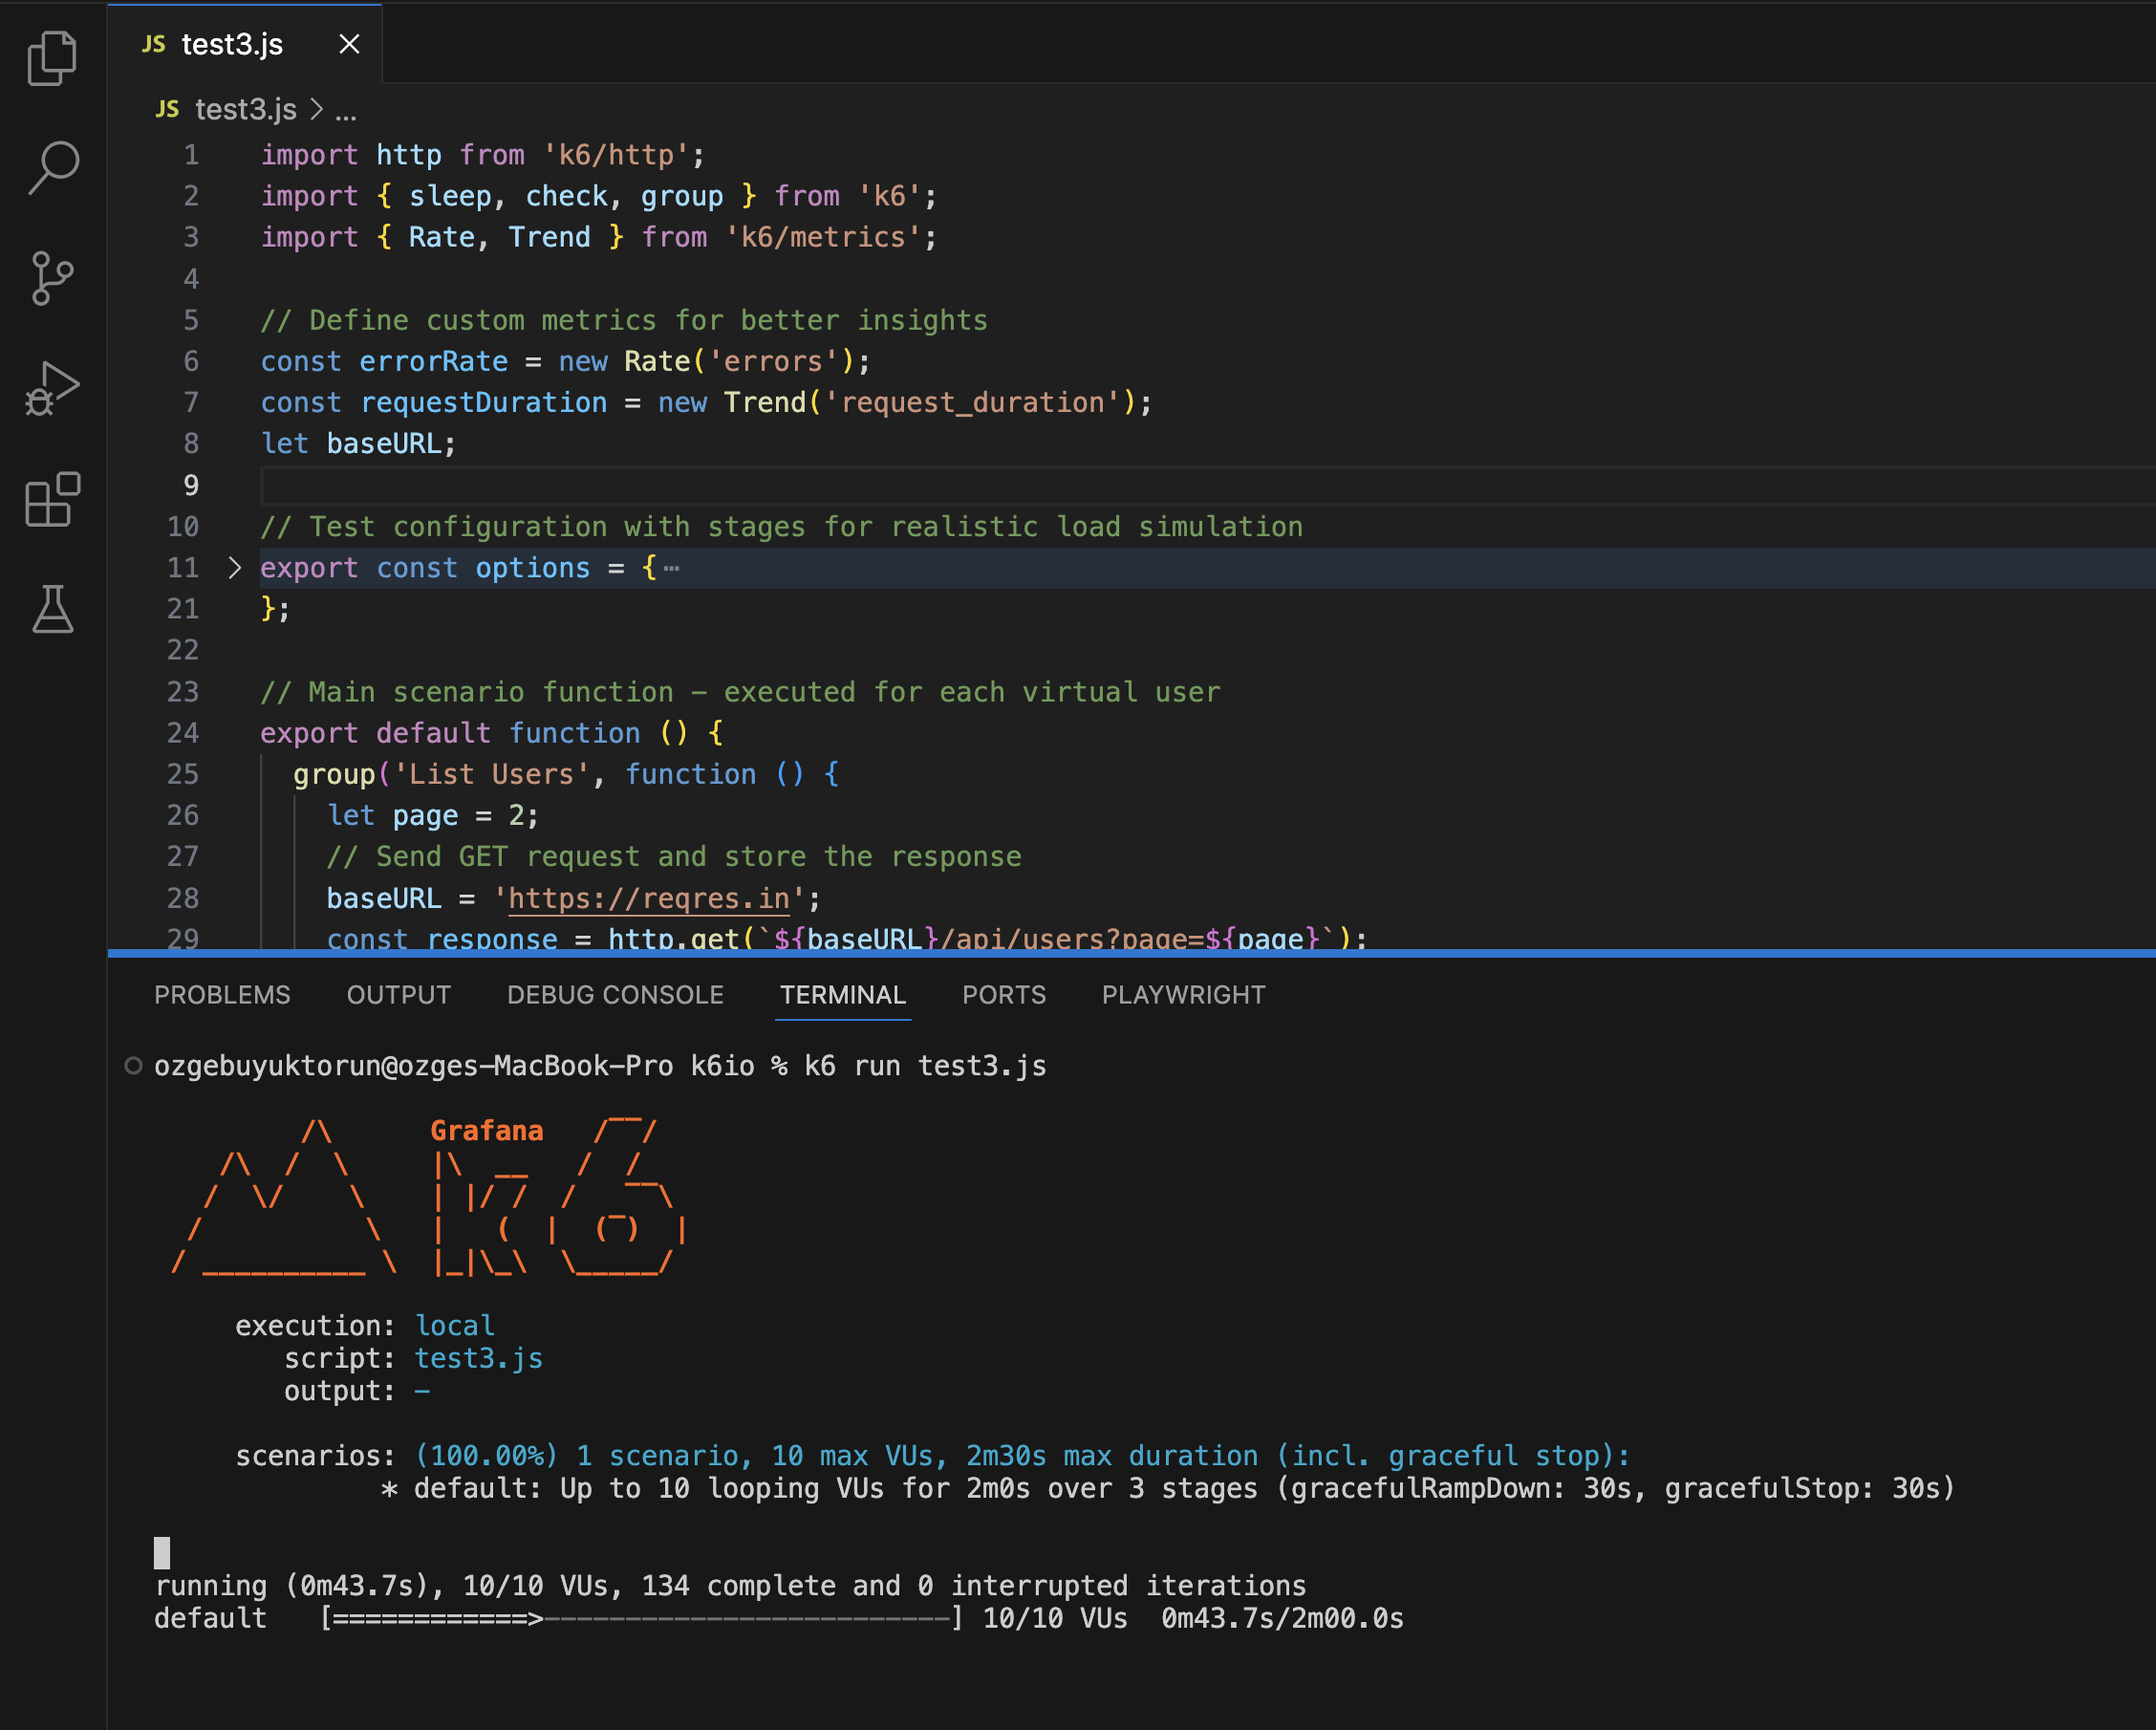 JS test3.js
JS test3.js > ...
1 import http from 'k6/http';
2 import { sleep, check, group } from 'k6';
3 import { Rate, Trend } from 'k6/metrics';
4
5 // Define custom metrics for better insights
6 const errorRate = new Rate('errors');
7 const requestDuration = new Trend('request_duration');
8 let baseURL;
9
10 // Test configuration with stages for realistic load simulation
11 export const options = {…
21 };
22
23 // Main scenario function – executed for each virtual user
24 export default function () {
25 group('List Users', function () {
26 let page = 2;
27 // Send GET request and store the response
28 baseURL = 'https://reqres.in';
29 const response = http.get(`${baseURL}/api/users?page=${page}`);
PROBLEMS OUTPUT DEBUG CONSOLE TERMINAL PORTS PLAYWRIGHT
ozgebuyuktorun@ozges-MacBook-Pro k6io % k6 run test3.js
Grafana
k6
execution: local
script: test3.js
output: -
scenarios: (100.00%) 1 scenario, 10 max VUs, 2m30s max duration (incl. graceful stop):
* default: Up to 10 looping VUs for 2m0s over 3 stages (gracefulRampDown: 30s, gracefulStop: 30s)
running (0m43.7s), 10/10 VUs, 134 complete and 0 interrupted iterations
default [============>-------------------------] 10/10 VUs 0m43.7s/2m00.0s